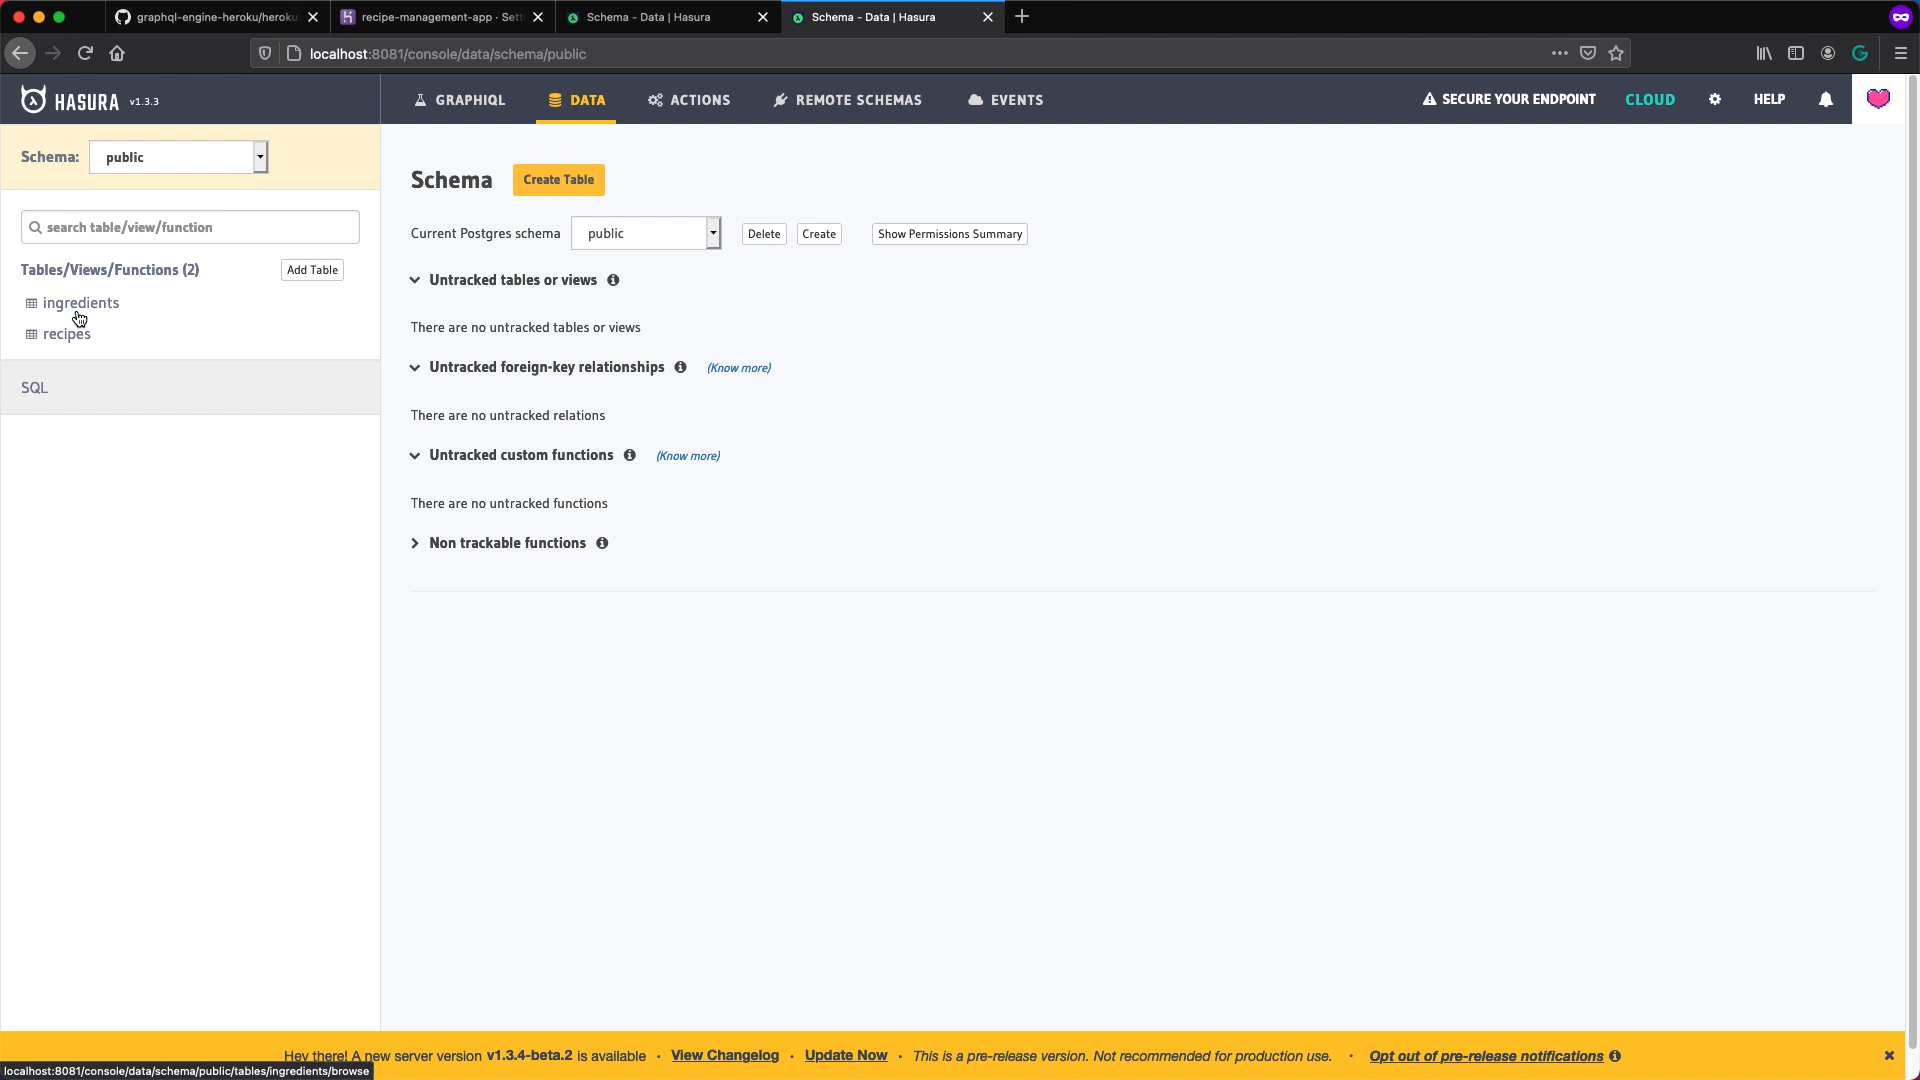 graphql-engine-heroku/heroku
recipe-management-app · Sett
Schema - Data | Hasura
Schema - Data | Hasura
localhost:8081/console/data/schema/public
HASURA v1.3.3
GRAPHIQL
DATA
ACTIONS
REMOTE SCHEMAS
EVENTS
SECURE YOUR ENDPOINT
CLOUD
HELP
Schema:
public
search table/view/function
Tables/Views/Functions (2)
Add Table
ingredients
recipes
SQL
Schema
Create Table
Current Postgres schema
public
Delete
Create
Show Permissions Summary
Untracked tables or views
There are no untracked tables or views
Untracked foreign-key relationships
(Know more)
There are no untracked relations
Untracked custom functions
(Know more)
There are no untracked functions
Non trackable functions
Hey there! A new server version v1.3.4-beta.2 is available · View Changelog · Update Now · This is a pre-release version. Not recommended for production use. · Opt out of pre-release notifications
localhost:8081/console/data/schema/public/tables/ingredients/browse